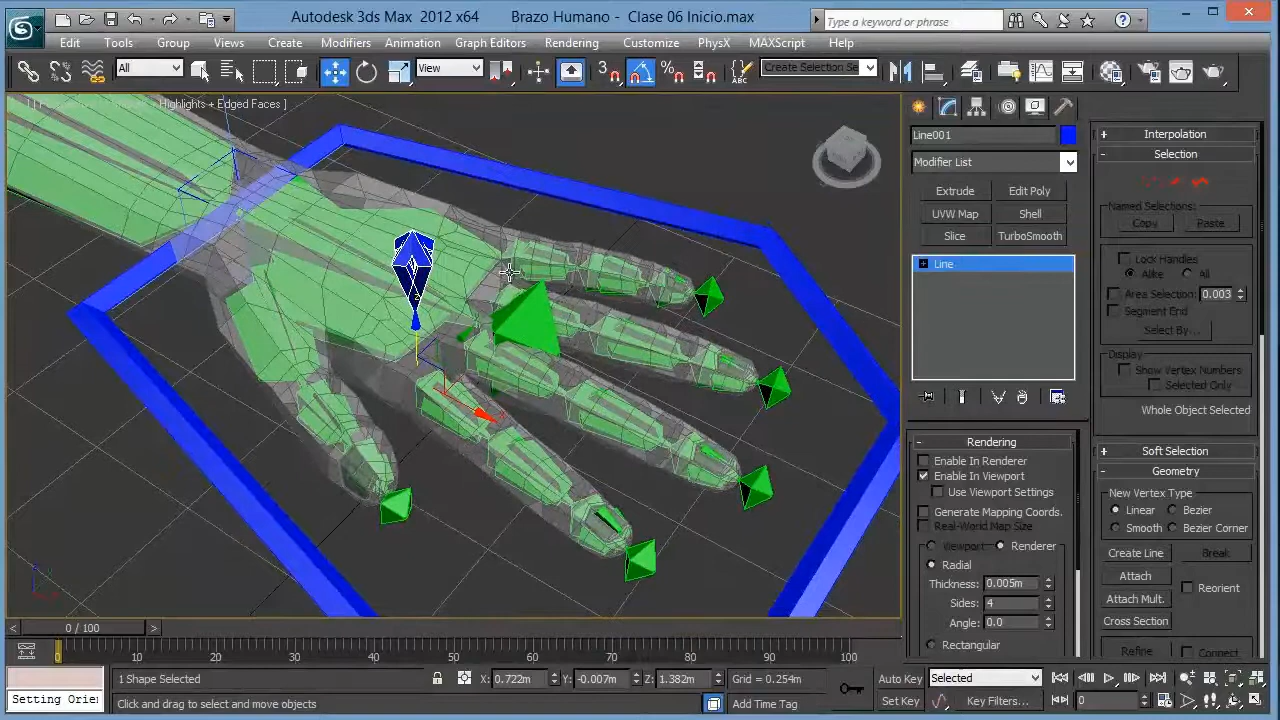 Autodesk 3ds Max 2012 x64 Brazo Humano - Clase 06 Inicio.max
Type a keyword or phrase
Edit Tools Group Views Create Modifiers Animation Graph Editors Rendering Customize PhysX MAXScript Help
All View Create Selection Se
Highlights + Edged Faces ]
Line001
Modifier List
Extrude Edit Poly
UVW Map Shell
Slice TurboSmooth
Line
Rendering
Enable In Renderer
Enable In Viewport
Use Viewport Settings
Generate Mapping Coords.
Real-World Map Size
Viewport Renderer
Radial
Thickness: 0.005m
Sides: 4
Angle: 0.0
Rectangular
Interpolation
Selection
Named Selections:
Copy Paste
Lock Handles
Alike All
Area Selection: 0.003
Segment End
Select By...
Display
Show Vertex Numbers
Selected Only
Whole Object Selected
Soft Selection
Geometry
New Vertex Type
Linear Bezier
Smooth Bezier Corner
Create Line Break
Attach
Reorient
Attach Mult.
Cross Section
Refine Connect
0 / 100
0 10 20 30 40 50 60 70 80 90 100
1 Shape Selected X: 0.722m Y: -0.007m Z: 1.382m Grid = 0.254m Auto Key Selected
Setting Orie Click and drag to select and move objects Add Time Tag Set Key Key Filters... 0